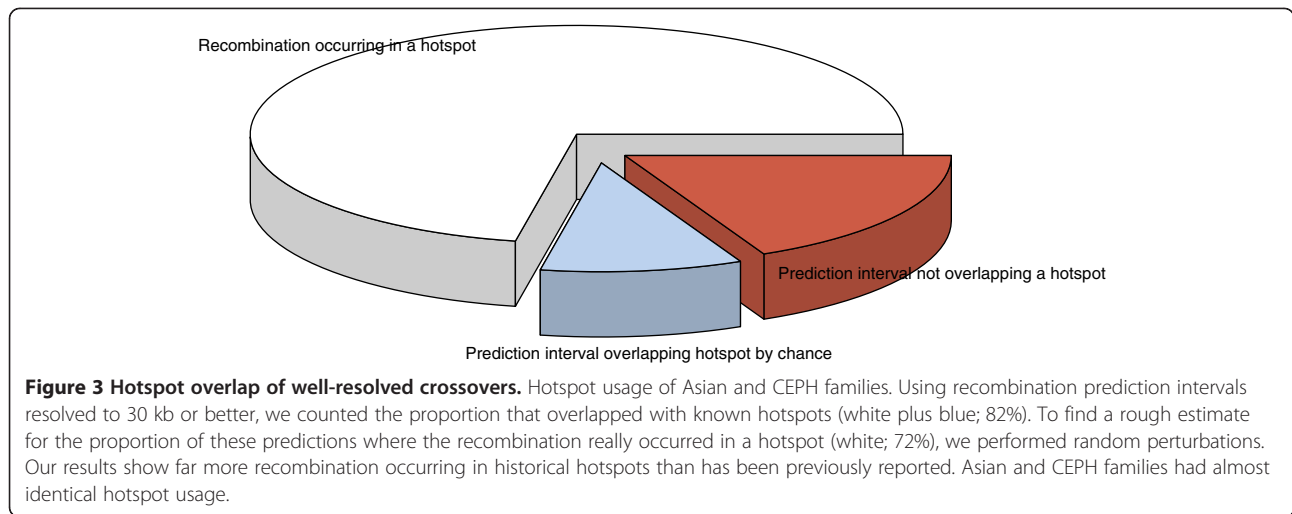 Recombination occurring in a hotspot
Prediction interval not overlapping a hotspot
Prediction interval overlapping hotspot by chance
Figure 3 Hotspot overlap of well-resolved crossovers. Hotspot usage of Asian and CEPH families. Using recombination prediction intervals
resolved to 30 kb or better, we counted the proportion that overlapped with known hotspots (white plus blue; 82%). To find a rough estimate
for the proportion of these predictions where the recombination really occurred in a hotspot (white; 72%), we performed random perturbations.
Our results show far more recombination occurring in historical hotspots than has been previously reported. Asian and CEPH families had almost
identical hotspot usage.